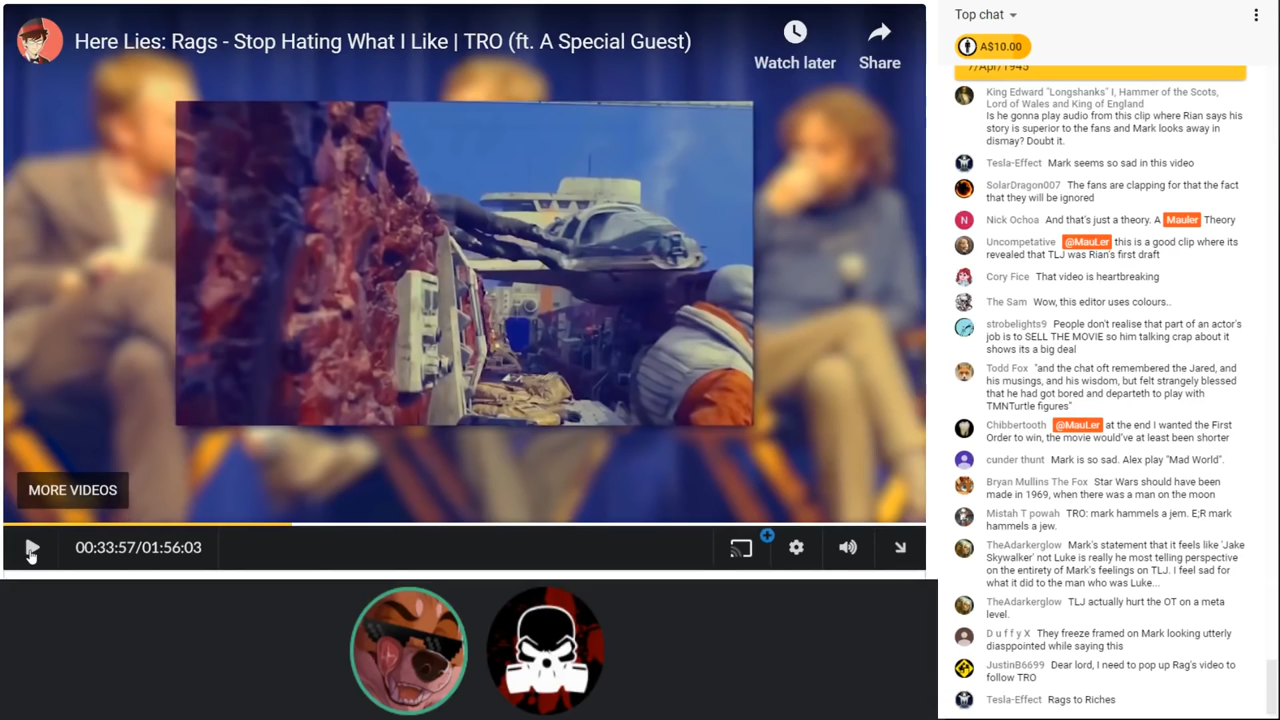 Here Lies: Rags - Stop Hating What I Like | TRO (ft. A Special Guest)
Watch later
Share
MORE VIDEOS
00:33:57/01:56:03
Top chat
A$10.00
7/Apr/1945
King Edward "Longshanks" I, Hammer of the Scots,
Lord of Wales and King of England
Is he gonna play audio from this clip where Rian says his
story is superior to the fans and Mark looks away in
dismay? Doubt it.
Tesla-Effect Mark seems so sad in this video
SolarDragon007 The fans are clapping for that the fact
that they will be ignored
N
Nick Ochoa And that's just a theory. A Mauler Theory
Uncompetative @MauLer this is a good clip where its
revealed that TLJ was Rian's first draft
Cory Fice That video is heartbreaking
The Sam Wow, this editor uses colours..
strobelights9 People don't realise that part of an actor's
job is to SELL THE MOVIE so him talking crap about it
shows its a big deal
Todd Fox "and the chat oft remembered the Jared, and
his musings, and his wisdom, but felt strangely blessed
that he had got bored and departeth to play with
TMNTurtle figures"
Chibbertooth @MauLer at the end I wanted the First
Order to win, the movie would've at least been shorter
cunder thunt Mark is so sad. Alex play "Mad World".
Bryan Mullins The Fox Star Wars should have been
made in 1969, when there was a man on the moon
Mistah T powah TRO: mark hammels a jem. E;R mark
hammels a jew.
TheAdarkerglow Mark's statement that it feels like 'Jake
Skywalker' not Luke is really he most telling perspective
on the entirety of Mark's feelings on TLJ. I feel sad for
what it did to the man who was Luke...
TheAdarkerglow TLJ actually hurt the OT on a meta
level.
D u f f y X They freeze framed on Mark looking utterly
diasppointed while saying this
JustinB6699 Dear lord, I need to pop up Rag's video to
follow TRO
Tesla-Effect Rags to Riches